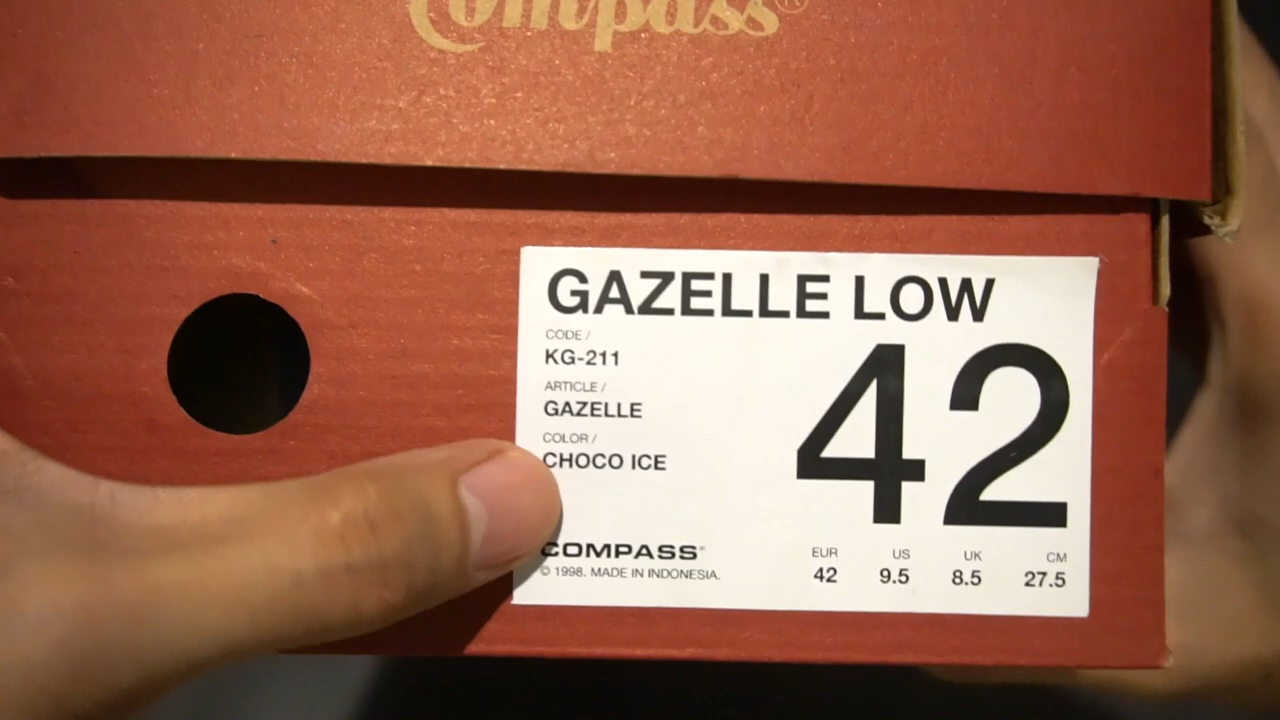 Compass®
GAZELLE LOW
CODE /
KG-211
ARTICLE /
GAZELLE
COLOR /
CHOCO ICE
42
COMPASS®
© 1998. MADE IN INDONESIA.
EUR US UK CM
42 9.5 8.5 27.5